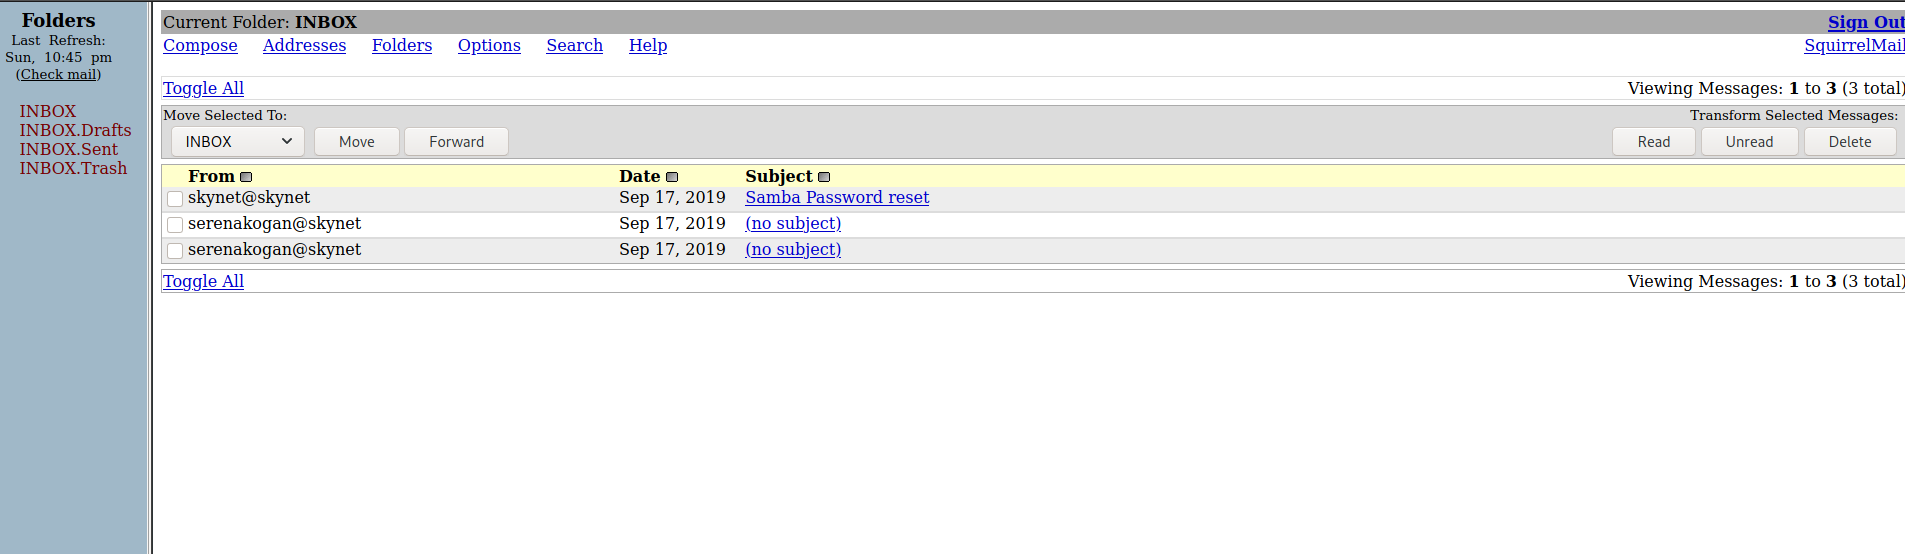 Folders
Last Refresh:
Sun, 10:45 pm
(Check mail)
INBOX
INBOX.Drafts
INBOX.Sent
INBOX.Trash
Current Folder: INBOX Sign Out
Compose Addresses Folders Options Search Help SquirrelMail
Toggle All Viewing Messages: 1 to 3 (3 total)
Move Selected To: Transform Selected Messages:
INBOX Move Forward Read Unread Delete
From Date Subject
skynet@skynet Sep 17, 2019 Samba Password reset
serenakogan@skynet Sep 17, 2019 (no subject)
serenakogan@skynet Sep 17, 2019 (no subject)
Toggle All Viewing Messages: 1 to 3 (3 total)